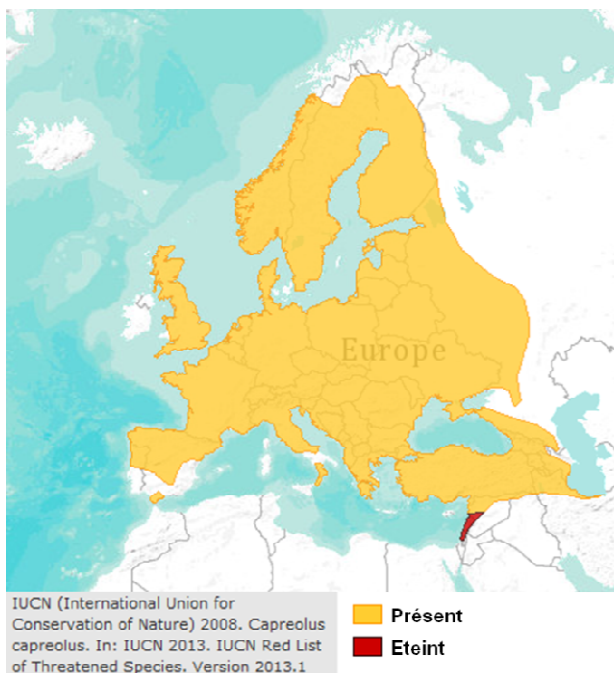 Europe
IUCN (International Union for
Conservation of Nature) 2008. Capreolus
capreolus. In: IUCN 2013. IUCN Red List
of Threatened Species. Version 2013.1
Présent
Eteint